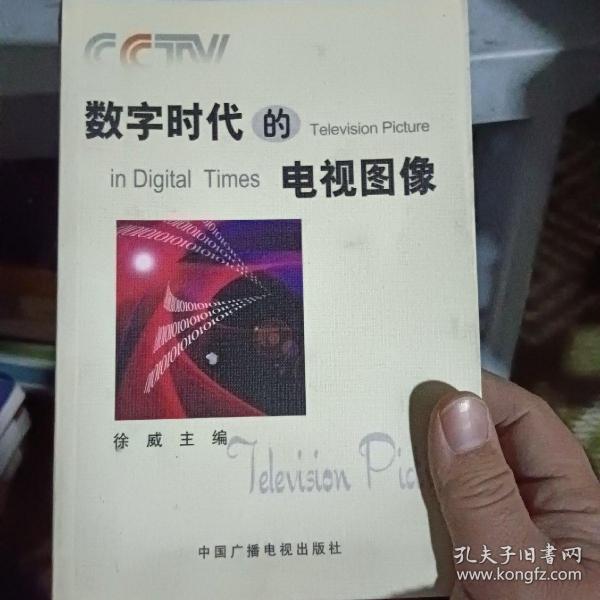 CCTV
数字时代的 Television Picture
in Digital Times 电视图像
徐威主编
Television Pic
中国广播电视出版社
孔夫子旧书网
www.kongfz.com